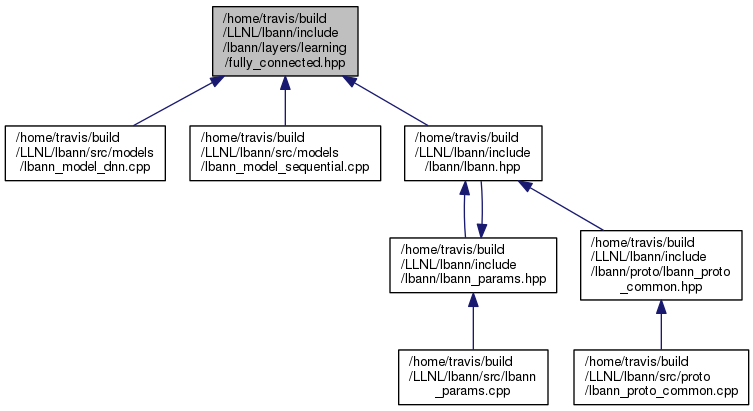 /home/travis/build
/LLNL/lbann/include
/lbann/layers/learning
/fully_connected.hpp
/home/travis/build
/LLNL/lbann/src/models
/lbann_model_dnn.cpp
/home/travis/build
/LLNL/lbann/src/models
/lbann_model_sequential.cpp
/home/travis/build
/LLNL/lbann/include
/lbann/lbann.hpp
/home/travis/build
/LLNL/lbann/include
/lbann/lbann_params.hpp
/home/travis/build
/LLNL/lbann/include
/lbann/proto/lbann_proto
_common.hpp
/home/travis/build
/LLNL/lbann/src/lbann
_params.cpp
/home/travis/build
/LLNL/lbann/src/proto
/lbann_proto_common.cpp